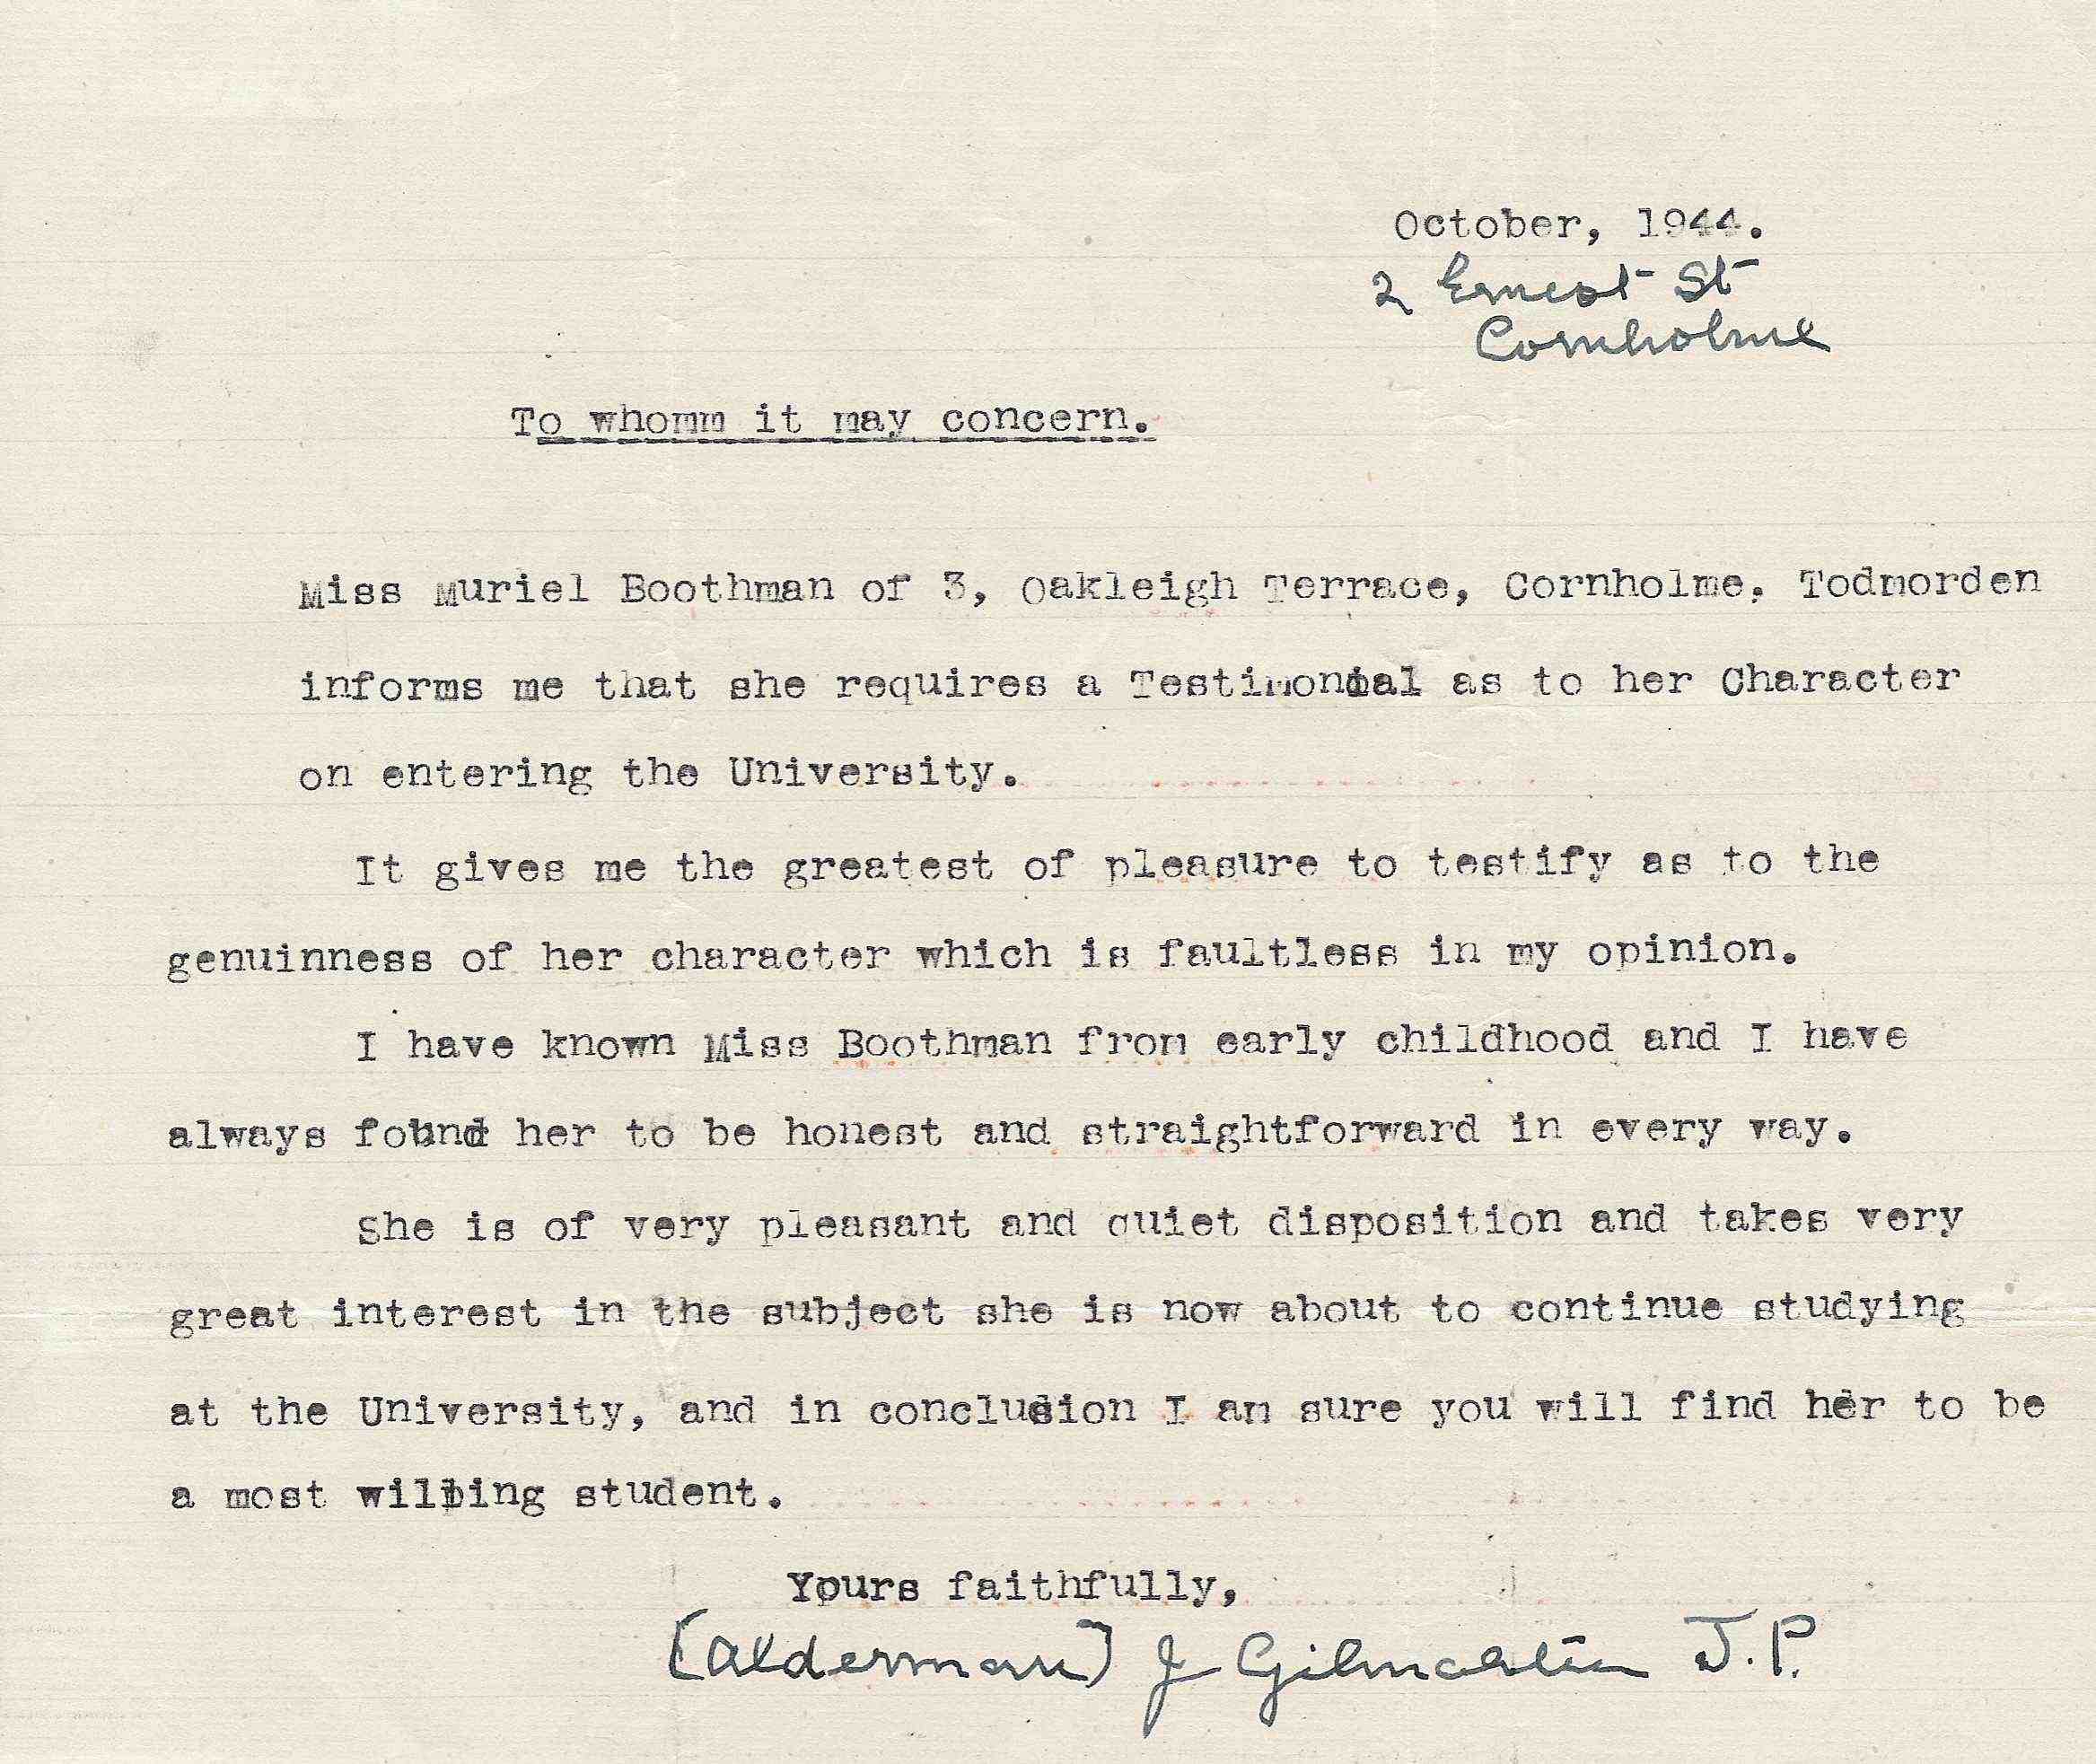 October, 1944.
2 Ernest St
Cornholme
To whomm it may concern.
Miss Muriel Boothman of 3, Oakleigh Terrace, Cornholme. Todmorden
informs me that she requires a Testimonial as to her Character
on entering the University.
It gives me the greatest of pleasure to testify as to the
genuinness of her character which is faultless in my opinion.
I have known Miss Boothman from early childhood and I have
always found her to be honest and straightforward in every way.
She is of very pleasant and quiet disposition and takes very
great interest in the subject she is now about to continue studying
at the University, and in conclusion I am sure you will find her to be
a most willing student.
Yours faithfully,
(Alderman) J J.P.